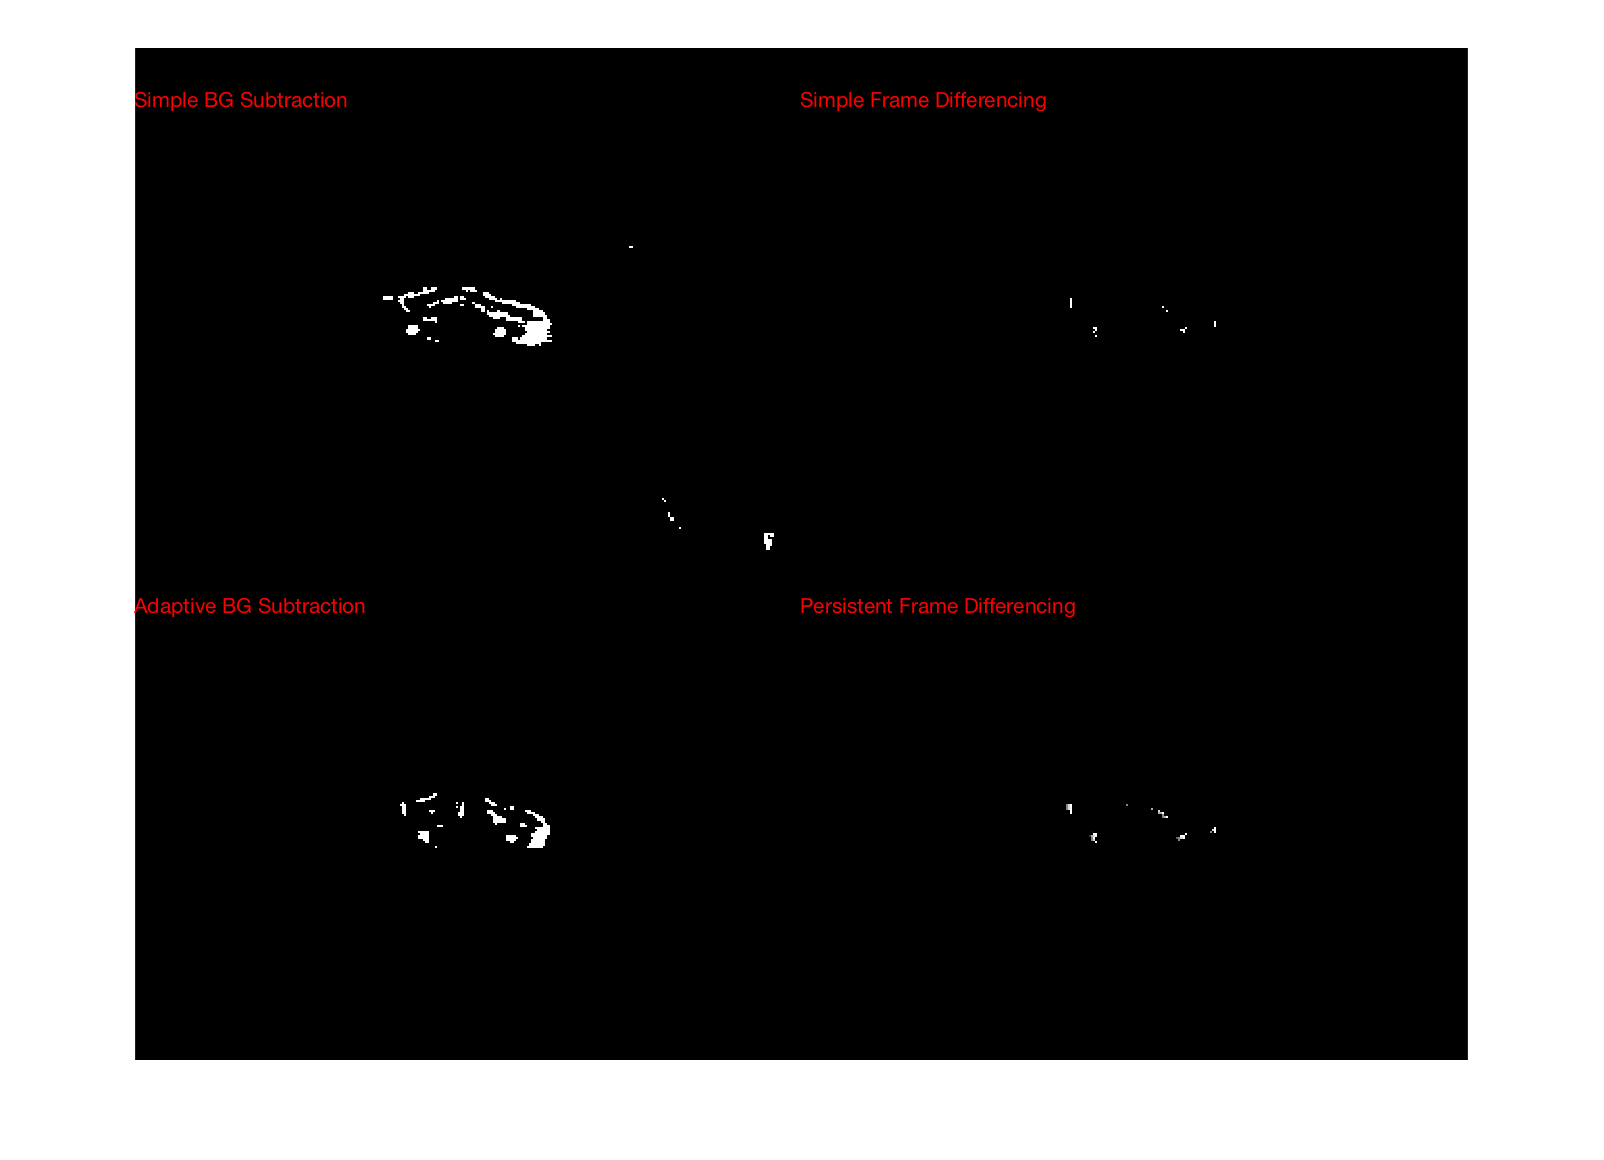 Simple BG Subtraction
Simple Frame Differencing
Adaptive BG Subtraction
Persistent Frame Differencing